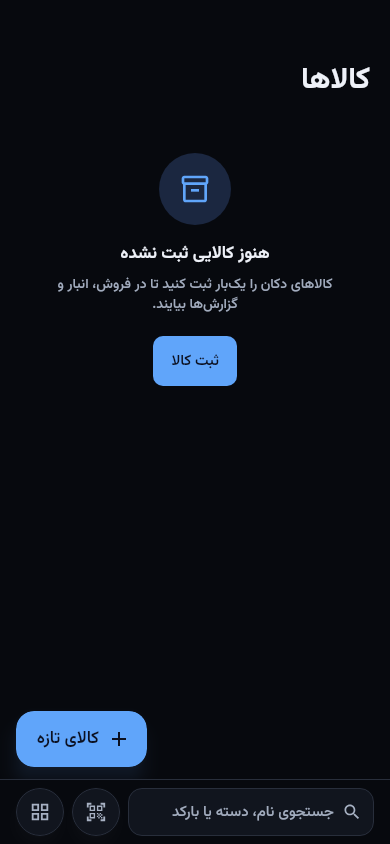 کالاها
هنوز کالایی ثبت نشده
کالاهای دکان را یک‌بار ثبت کنید تا در فروش، انبار و
گزارش‌ها بیایند.
ثبت کالا
کالای تازه
جستجوی نام، دسته یا بارکد